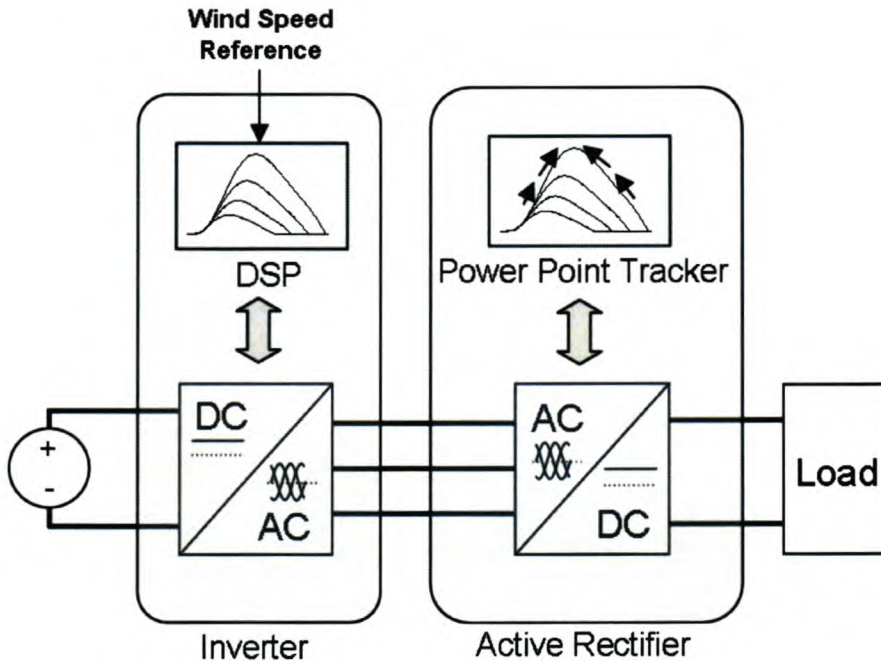 Wind Speed
Reference
DSP
Power Point Tracker
+
-
DC
AC
AC
DC
Load
Inverter
Active Rectifier